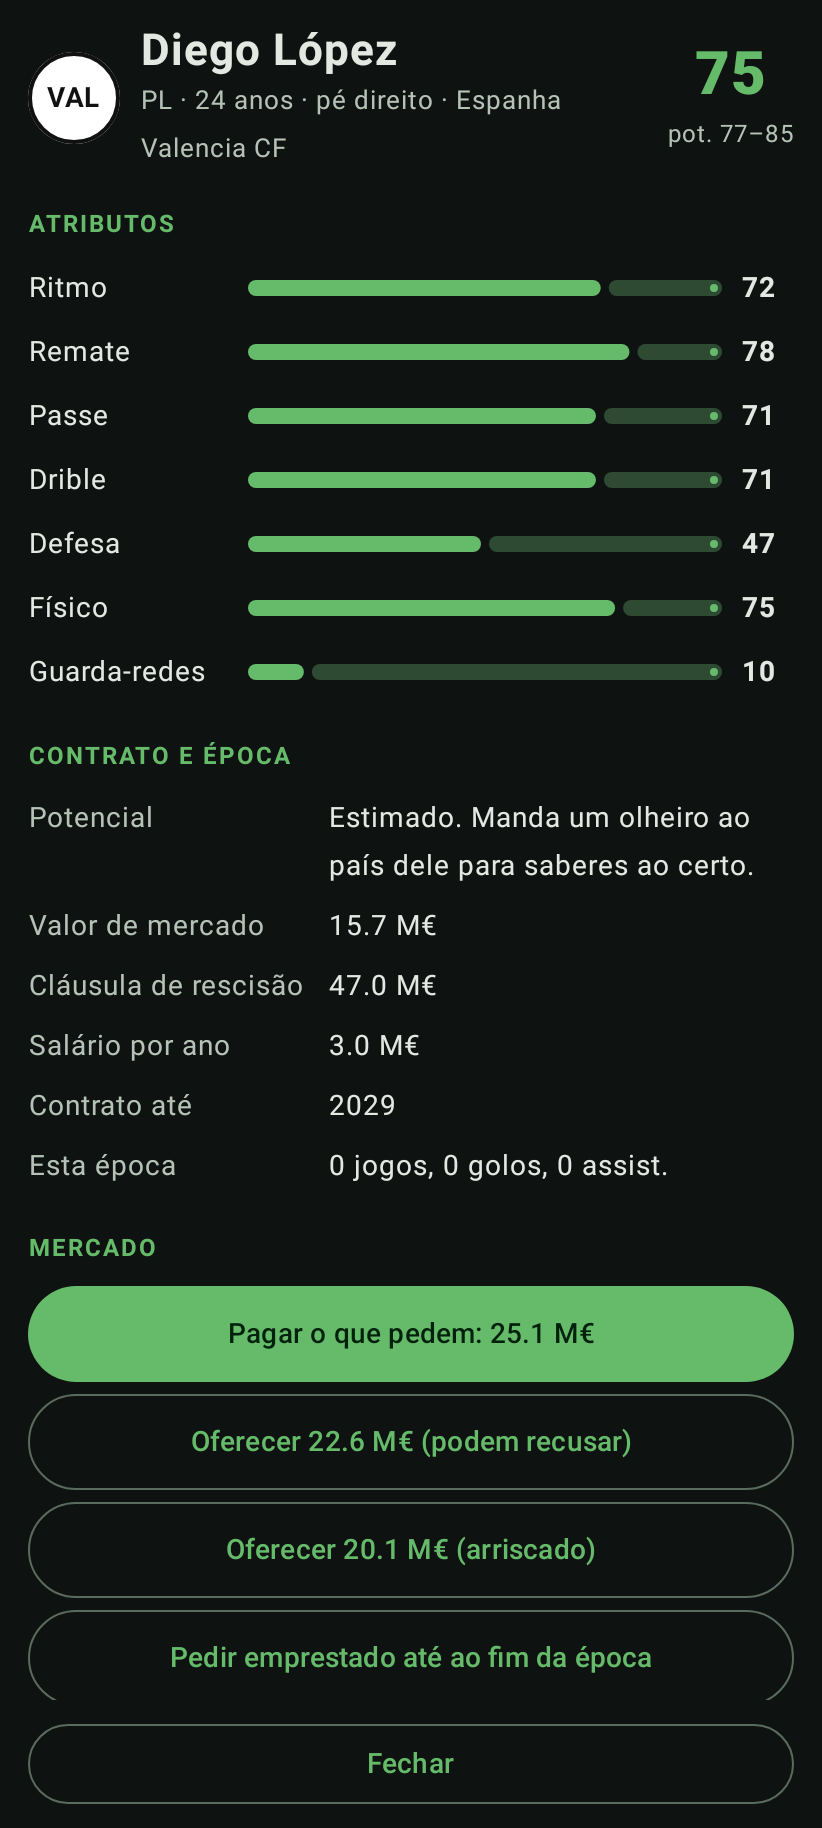 VAL
Diego López
PL · 24 anos · pé direito · Espanha
Valencia CF
75
pot. 77–85
ATRIBUTOS
Ritmo 72
Remate 78
Passe 71
Drible 71
Defesa 47
Físico 75
Guarda-redes 10
CONTRATO E ÉPOCA
Potencial Estimado. Manda um olheiro ao
país dele para saberes ao certo.
Valor de mercado 15.7 M€
Cláusula de rescisão 47.0 M€
Salário por ano 3.0 M€
Contrato até 2029
Esta época 0 jogos, 0 golos, 0 assist.
MERCADO
Pagar o que pedem: 25.1 M€
Oferecer 22.6 M€ (podem recusar)
Oferecer 20.1 M€ (arriscado)
Pedir emprestado até ao fim da época
Fechar